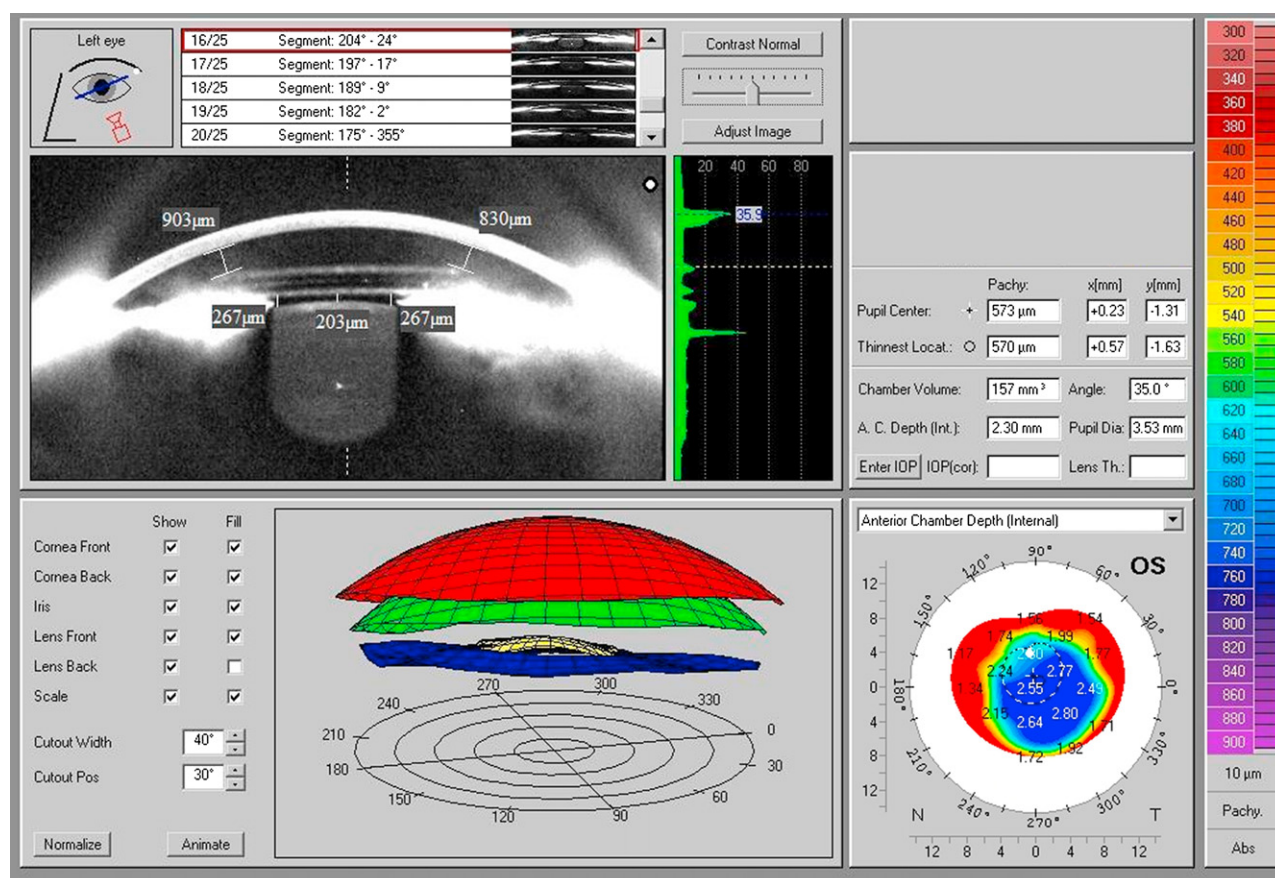 Left eye
16/25 Segment: 204° - 24°
17/25 Segment: 197° - 17°
18/25 Segment: 189° - 9°
19/25 Segment: 182° - 2°
20/25 Segment: 175° - 355°
Contrast Normal
Adjust Image
903µm
830µm
267µm
203µm
267µm
20 40 60 80
35.9
Pachy: x[mm] y[mm]
Pupil Center: + 573 µm +0.23 -1.31
Thinnest Locat.: O 570 µm +0.57 -1.63
Chamber Volume: 157 mm³ Angle: 35.0 °
A. C. Depth (Int.): 2.30 mm Pupil Dia: 3.53 mm
Enter IOP IOP(cor): Lens Th.:
Show Fill
Cornea Front
Cornea Back
Iris
Lens Front
Lens Back
Scale
Cutout Width 40°
Cutout Pos 30°
Normalize Animate
270 300
240 330
210 0
180 30
150 60
120 90
Anterior Chamber Depth (Internal)
OS
90°
120° 60°
150° 30°
180° 0°
210° 330°
240° 300°
270°
12
8
4
0
4
8
12
1.56 1.54
1.74 1.99
1.17 2.30 1.77
2.24 2.77
1.34 2.55 2.49
2.15 2.64 2.80 1.71
1.72 1.92
N T
12 8 4 0 4 8 12
300
320
340
360
380
400
420
440
460
480
500
520
540
560
580
600
620
640
660
680
700
720
740
760
780
800
820
840
860
880
900
10 µm
Pachy.
Abs